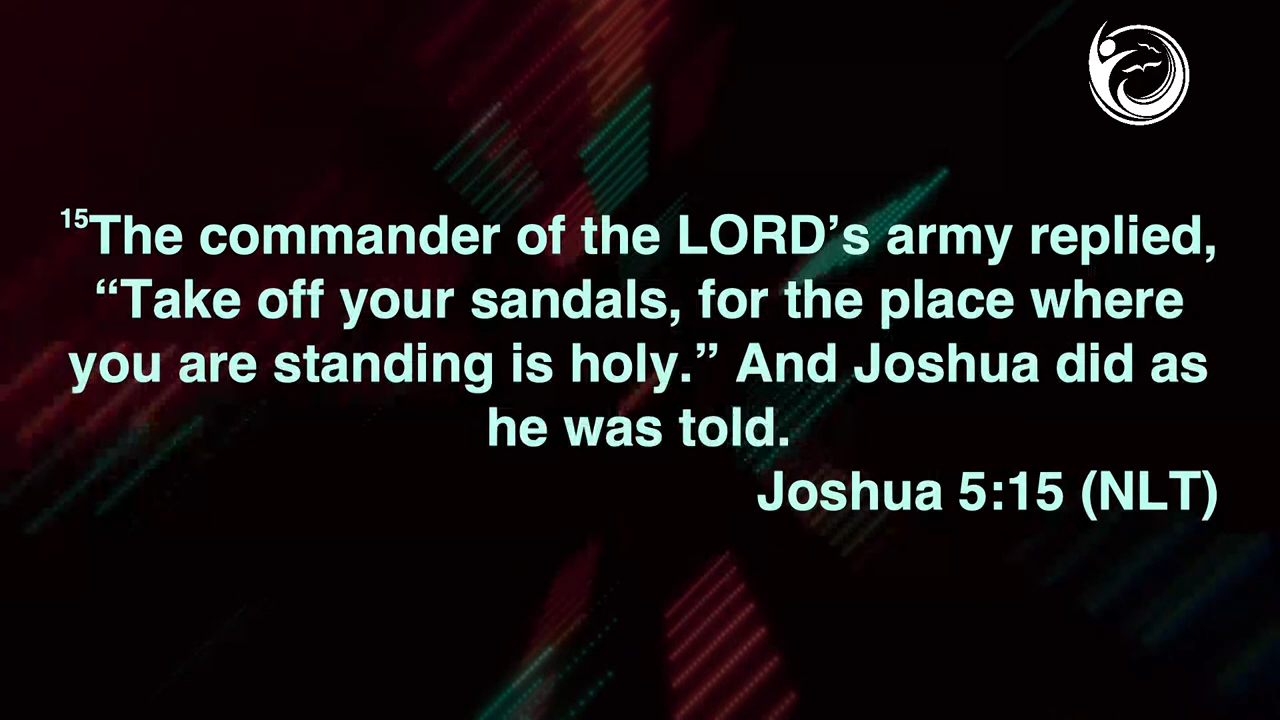 15The commander of the LORD’s army replied,
“Take off your sandals, for the place where
you are standing is holy.” And Joshua did as
he was told.
Joshua 5:15 (NLT)